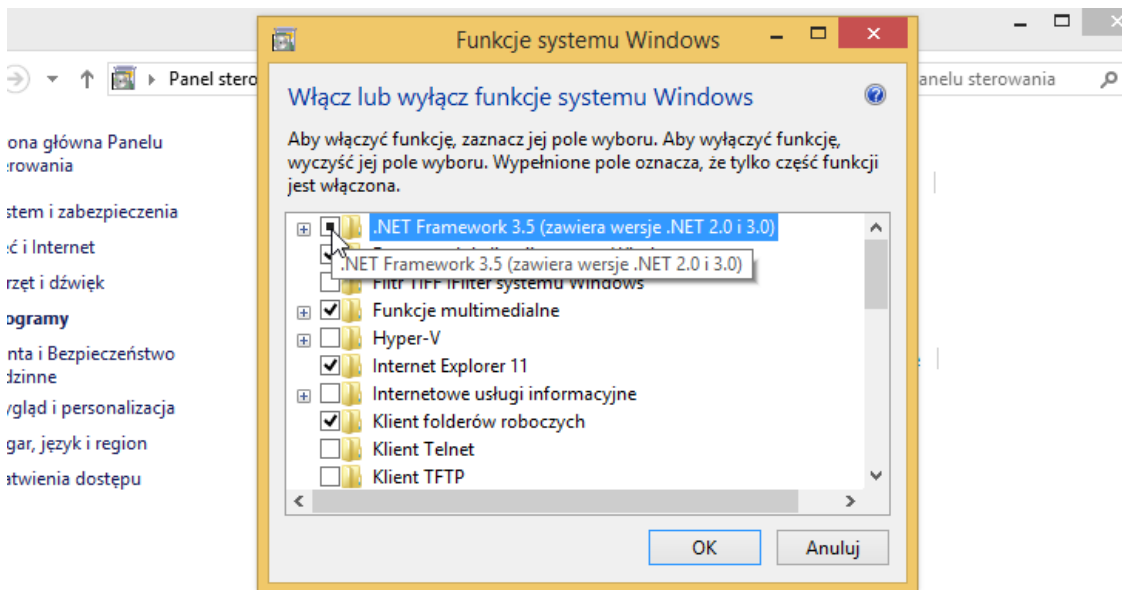 Funkcje systemu Windows
Panel stero
anelu sterowania
ona główna Panelu
erowania
stem i zabezpieczenia
eć i Internet
rzęt i dźwięk
ogramy
nta i Bezpieczeństwo
dzinne
ygląd i personalizacja
gar, język i region
atwienia dostępu
Włącz lub wyłącz funkcje systemu Windows
Aby włączyć funkcję, zaznacz jej pole wyboru. Aby wyłączyć funkcję,
wyczyść jej pole wyboru. Wypełnione pole oznacza, że tylko część funkcji
jest włączona.
.NET Framework 3.5 (zawiera wersje .NET 2.0 i 3.0)
.NET Framework 3.5 (zawiera wersje .NET 2.0 i 3.0)
Filtr TIFF IFilter systemu Windows
Funkcje multimedialne
Hyper-V
Internet Explorer 11
Internetowe usługi informacyjne
Klient folderów roboczych
Klient Telnet
Klient TFTP
OK
Anuluj